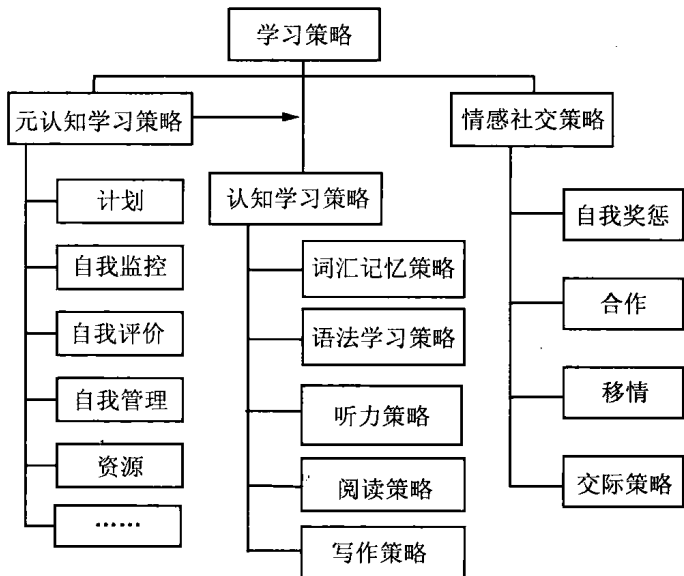 学习策略
元认知学习策略
计划
自我监控
自我评价
自我管理
资源
……
认知学习策略
词汇记忆策略
语法学习策略
听力策略
阅读策略
写作策略
情感社交策略
自我奖惩
合作
移情
交际策略